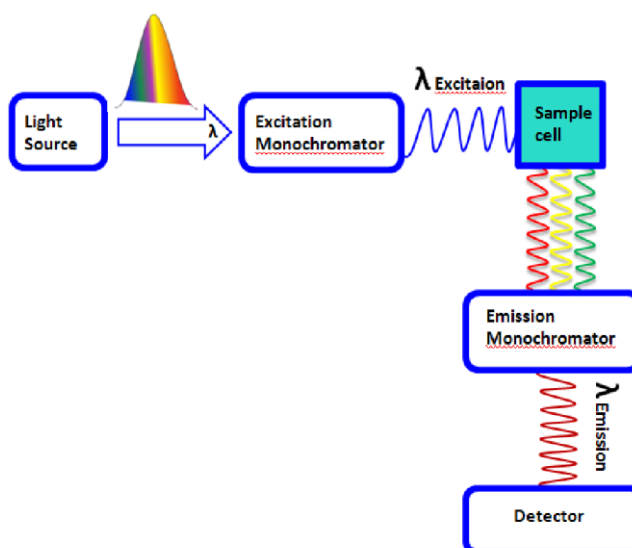 Light
Source
λ
Excitation
Monochromator
λ Excitaion
Sample
cell
Emission
Monochromator
λ Emission
Detector